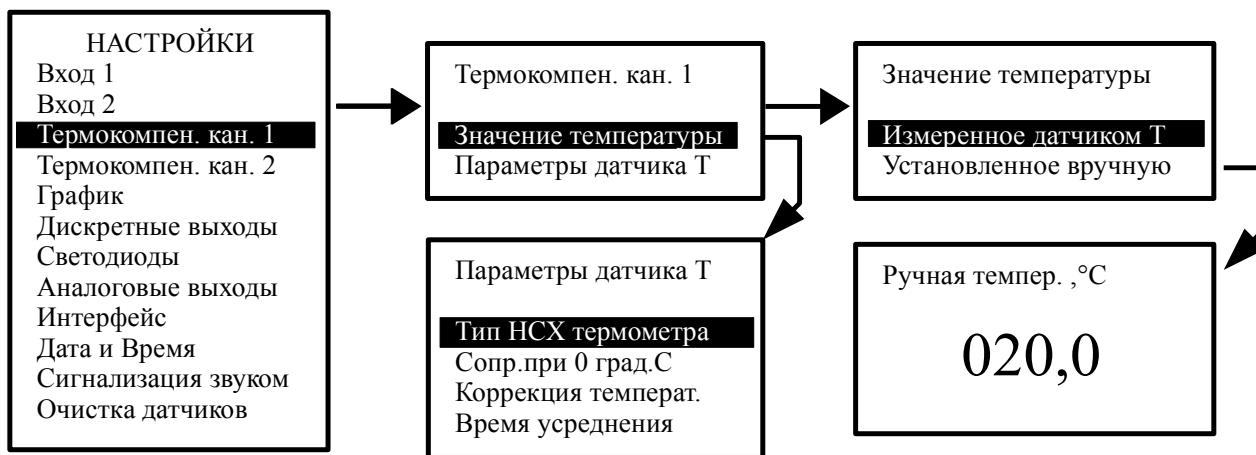 НАСТРОЙКИ
Вход 1
Вход 2
Термокомпен. кан. 1
Термокомпен. кан. 2
График
Дискретные выходы
Светодиоды
Аналоговые выходы
Интерфейс
Дата и Время
Сигнализация звуком
Очистка датчиков
Термокомпен. кан. 1
Значение температуры
Параметры датчика Т
Параметры датчика Т
Тип НСХ термометра
Сопр.при 0 град.С
Коррекция температ.
Время усреднения
Значение температуры
Измеренное датчиком Т
Установленное вручную
Ручная темпер. ,°С
020,0